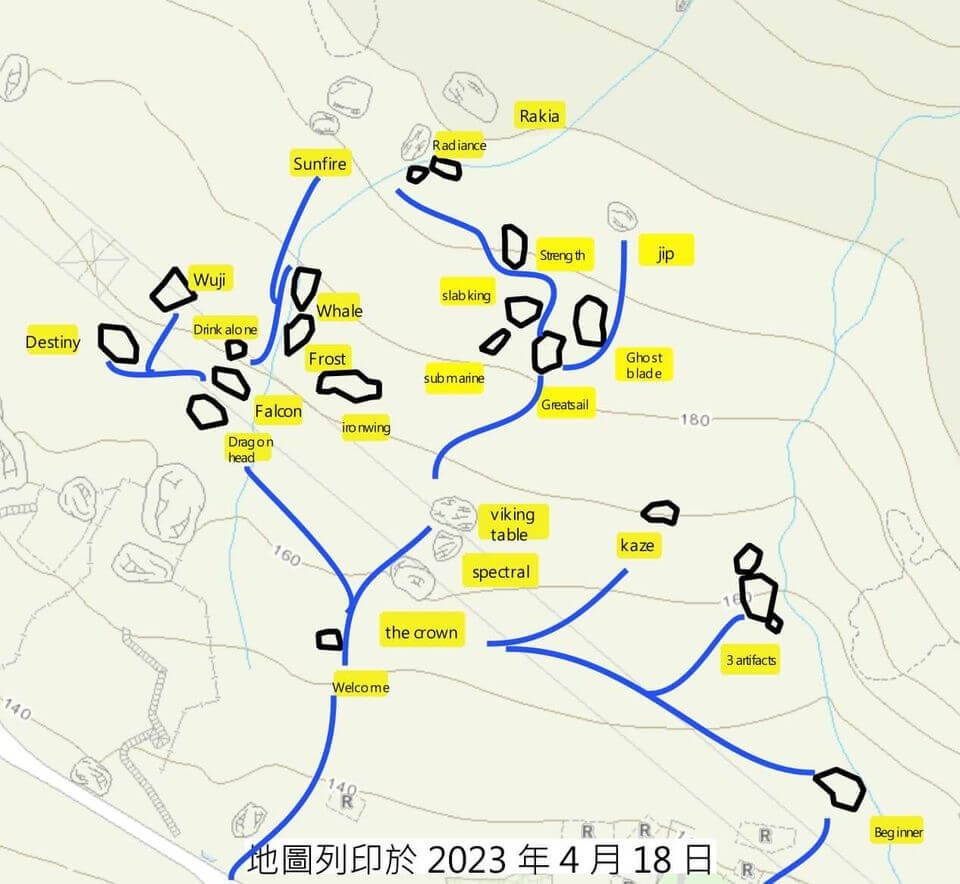 Rakia
Radiance
Sunfire
Strength
jip
Wuji
slabking
Whale
Drink alone
Destiny
Frost
Ghost
blade
submarine
Greatsail
Falcon
ironwing
180
Dragon
head
viking
table
kaze
160
spectral
160
the crown
3 artifacts
Welcome
140
140
R
R
R
R
Beginner
R
地圖列印於 2023 年 4 月 18 日